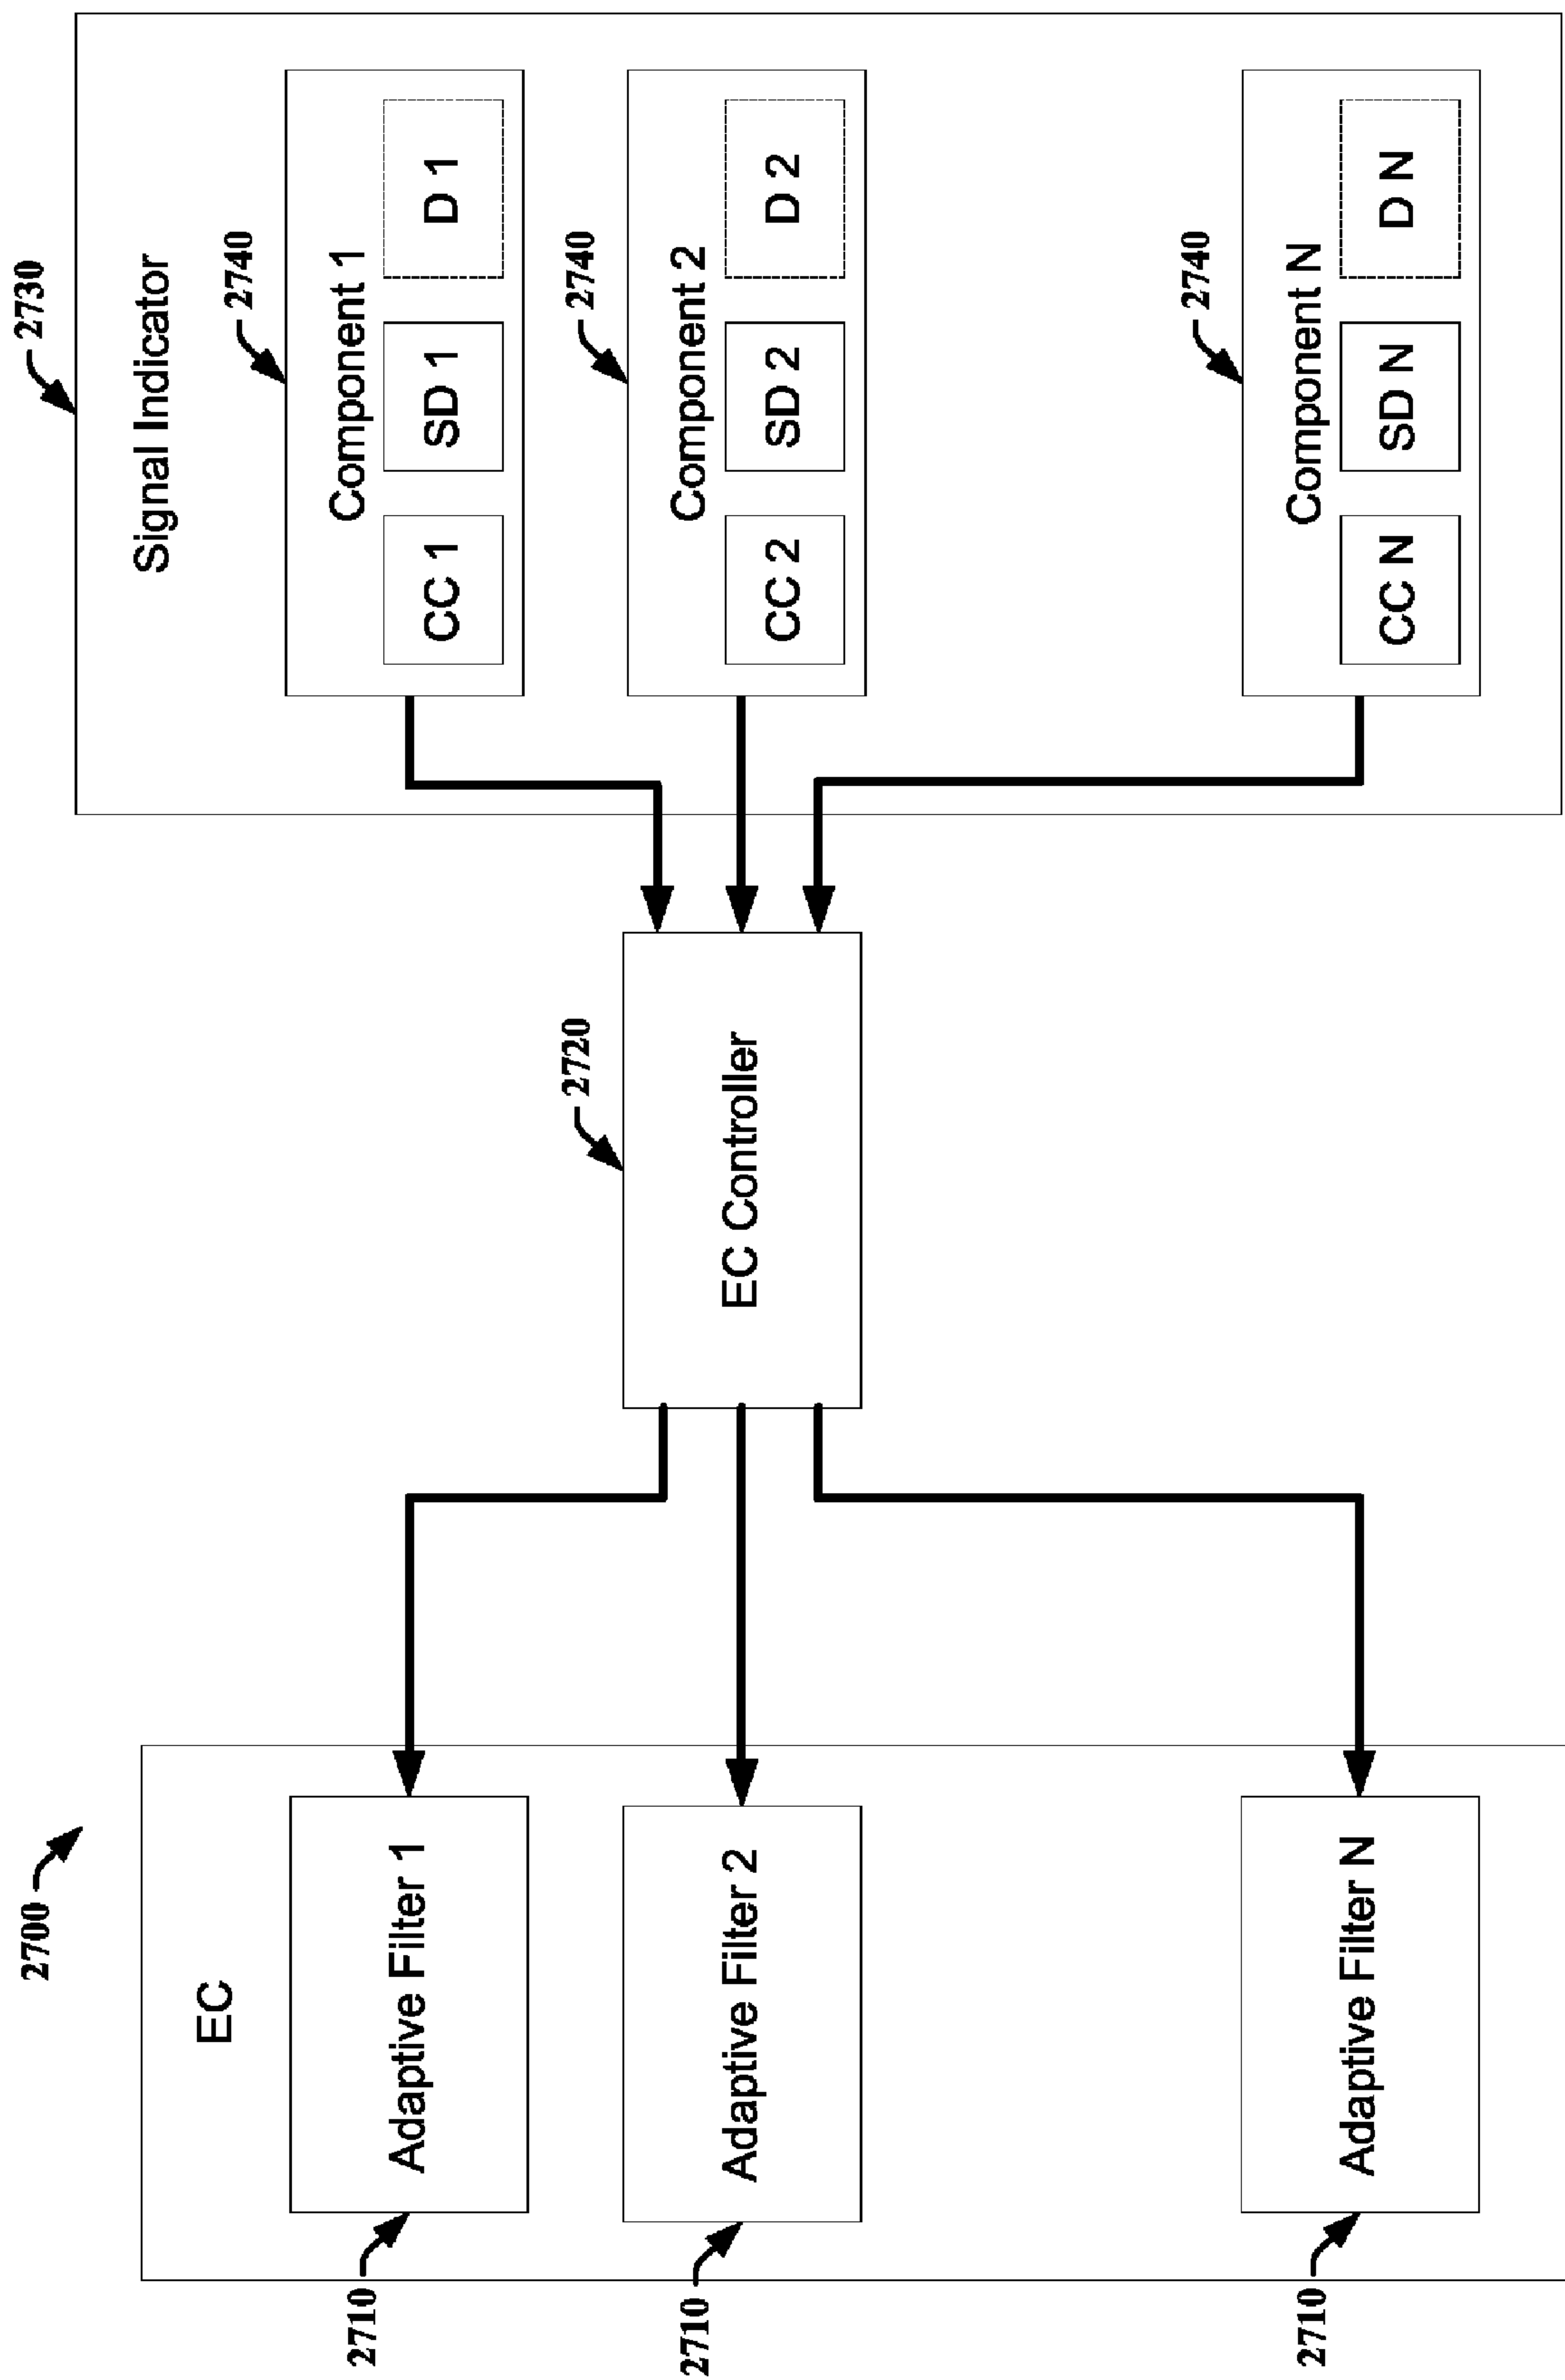 2700
EC
2710
Adaptive Filter 1
2710
Adaptive Filter 2
2710
Adaptive Filter N
2720
EC Controller
2730
Signal Indicator
2740
Component 1
CC 1
SD 1
D 1
2740
Component 2
CC 2
SD 2
D 2
2740
Component N
CC N
SD N
D N